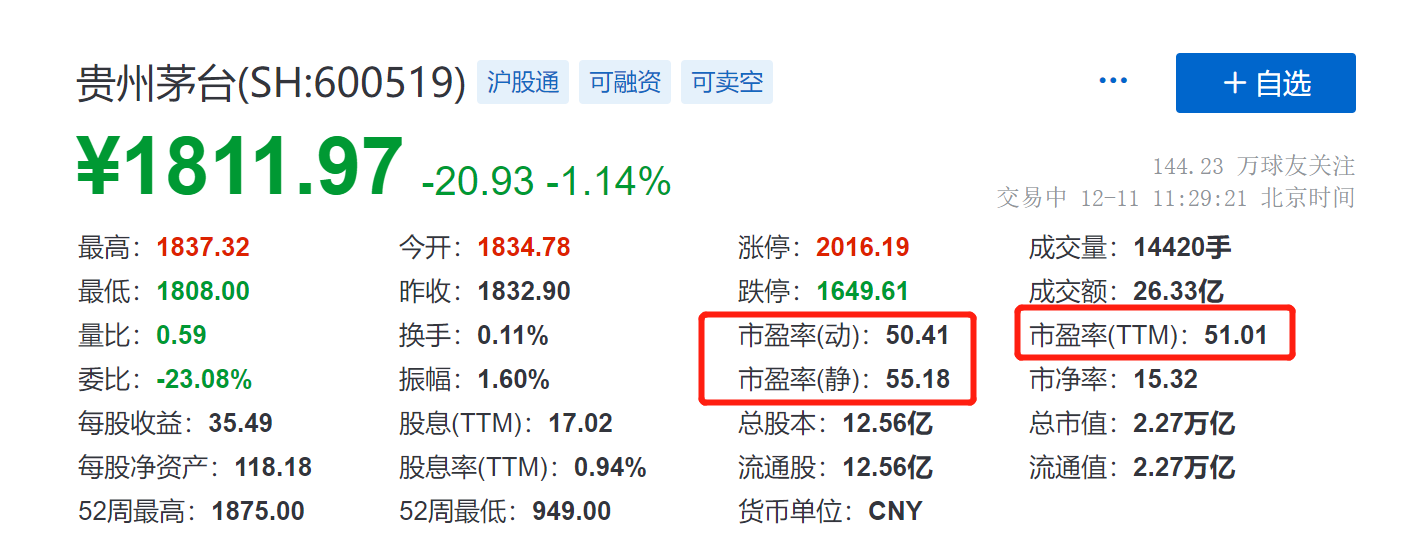 贵州茅台(SH:600519) 沪股通 可融资 可卖空 ··· + 自选
¥1811.97 -20.93 -1.14%
144.23 万球友关注
交易中 12-11 11:29:21 北京时间
最高：1837.32 今开：1834.78 涨停：2016.19 成交量：14420手
最低：1808.00 昨收：1832.90 跌停：1649.61 成交额：26.33亿
量比：0.59 换手：0.11% 市盈率(动)：50.41 市盈率(TTM)：51.01
委比：-23.08% 振幅：1.60% 市盈率(静)：55.18 市净率：15.32
每股收益：35.49 股息(TTM)：17.02 总股本：12.56亿 总市值：2.27万亿
每股净资产：118.18 股息率(TTM)：0.94% 流通股：12.56亿 流通值：2.27万亿
52周最高：1875.00 52周最低：949.00 货币单位：CNY